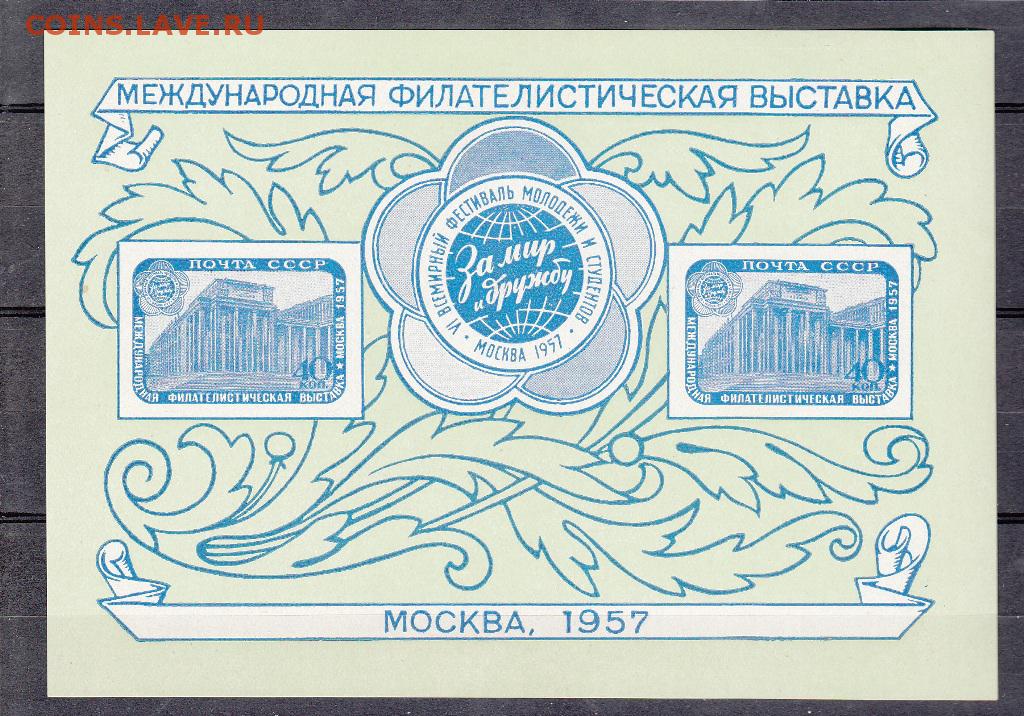 COINS.LAVE.RU
МЕЖДУНАРОДНАЯ ФИЛАТЕЛИСТИЧЕСКАЯ ВЫСТАВКА
VI ВСЕМИРНЫЙ ФЕСТИВАЛЬ МОЛОДЕЖИ И СТУДЕНТОВ
За мир
и дружбу
• МОСКВА 1957 •
ПОЧТА СССР
40
КОП.
МЕЖДУНАРОДНАЯ ФИЛАТЕЛИСТИЧЕСКАЯ ВЫСТАВКА ★ МОСКВА 1957
ПОЧТА СССР
40
КОП.
МЕЖДУНАРОДНАЯ ФИЛАТЕЛИСТИЧЕСКАЯ ВЫСТАВКА ★ МОСКВА 1957
МОСКВА, 1957